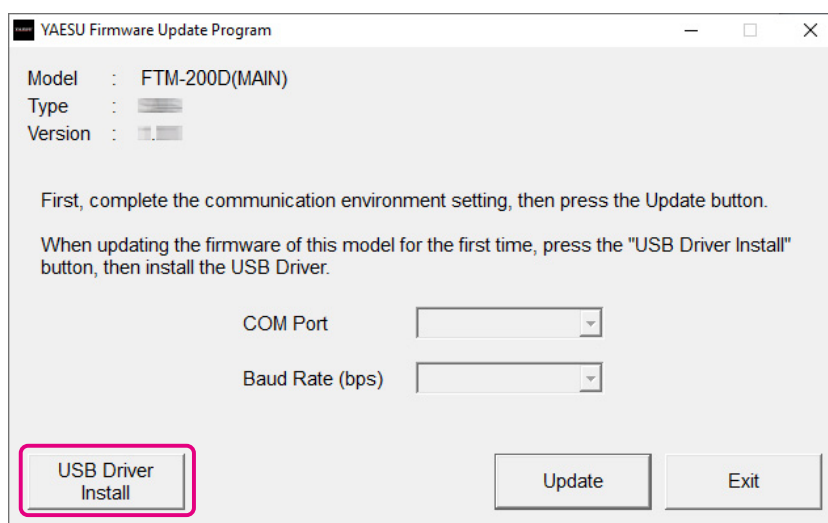 YAESU Firmware Update Program
Model : FTM-200D(MAIN)
Type :
Version :
First, complete the communication environment setting, then press the Update button.
When updating the firmware of this model for the first time, press the "USB Driver Install"
button, then install the USB Driver.
COM Port
Baud Rate (bps)
USB Driver
Install
Update
Exit